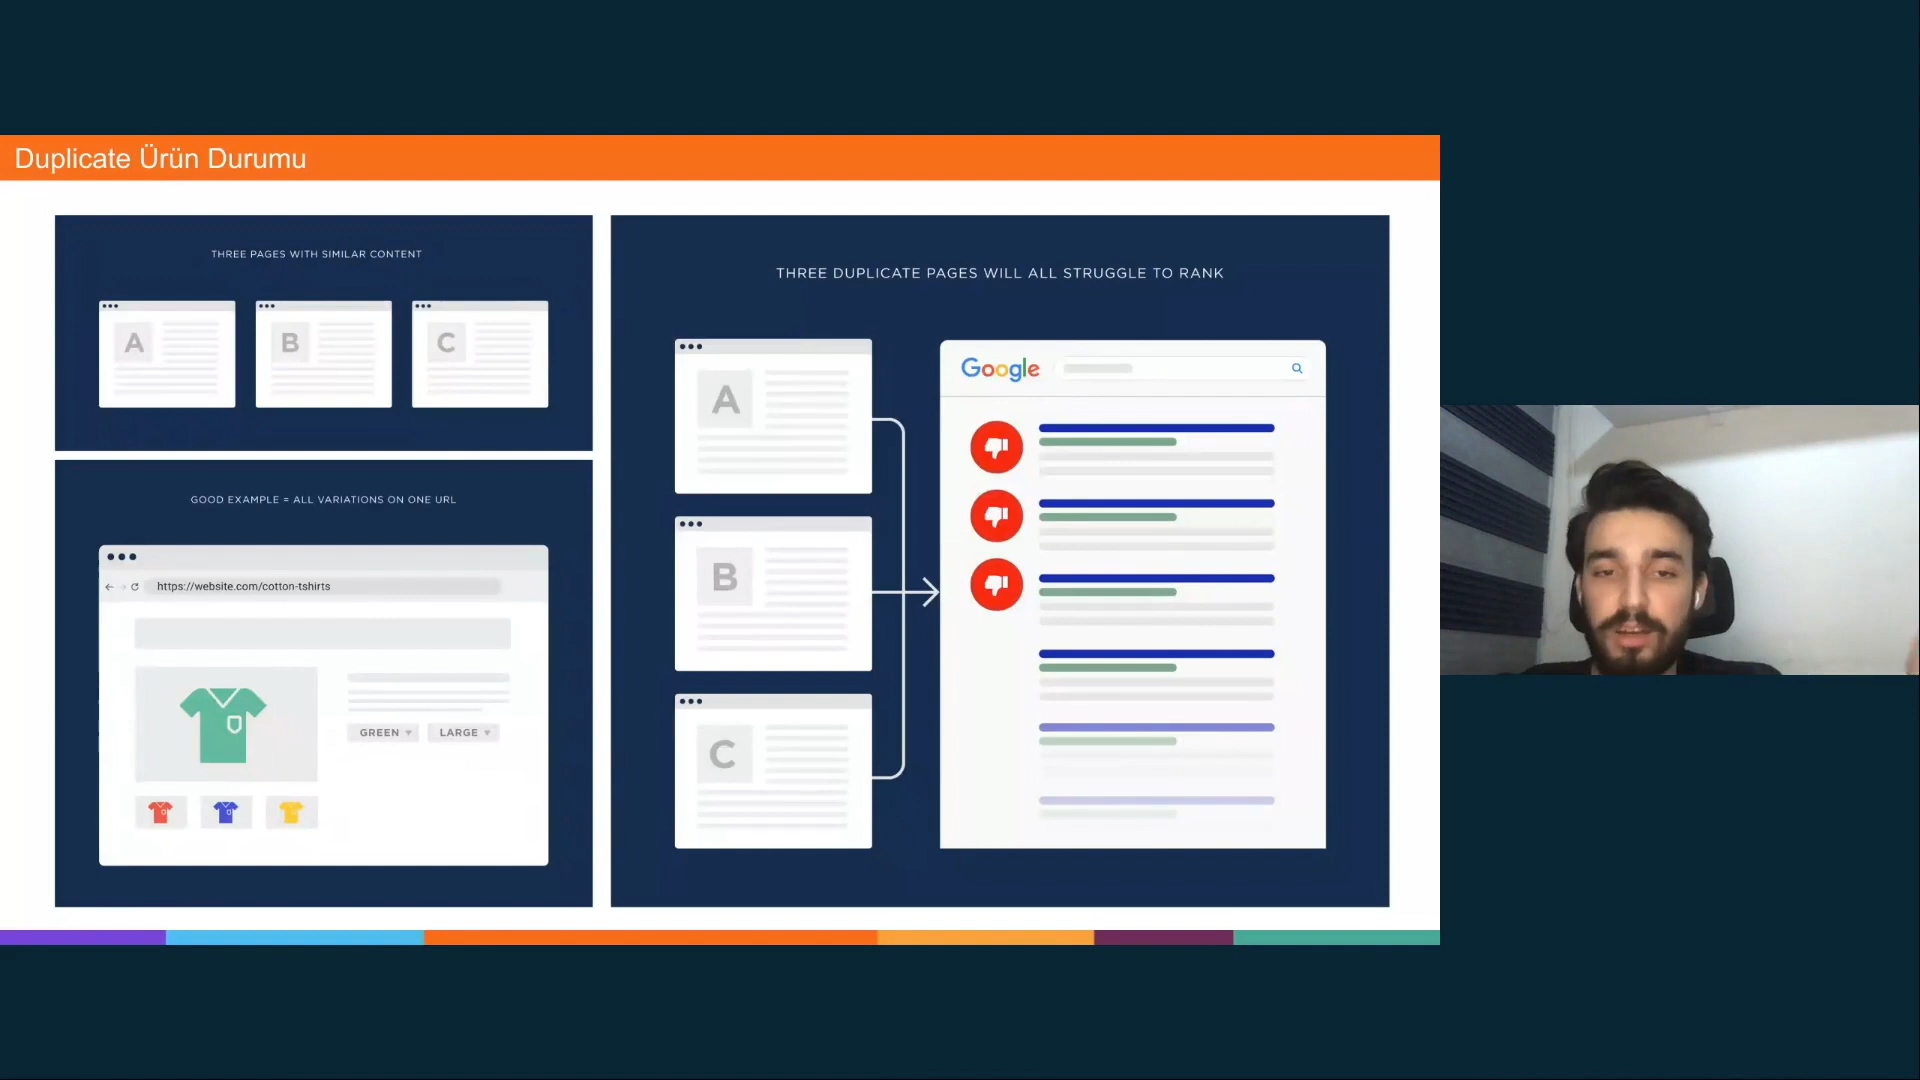 Duplicate Ürün Durumu
THREE PAGES WITH SIMILAR CONTENT
A
B
C
GOOD EXAMPLE = ALL VARIATIONS ON ONE URL
https://website.com/cotton-tshirts
GREEN
LARGE
THREE DUPLICATE PAGES WILL ALL STRUGGLE TO RANK
A
B
C
Google